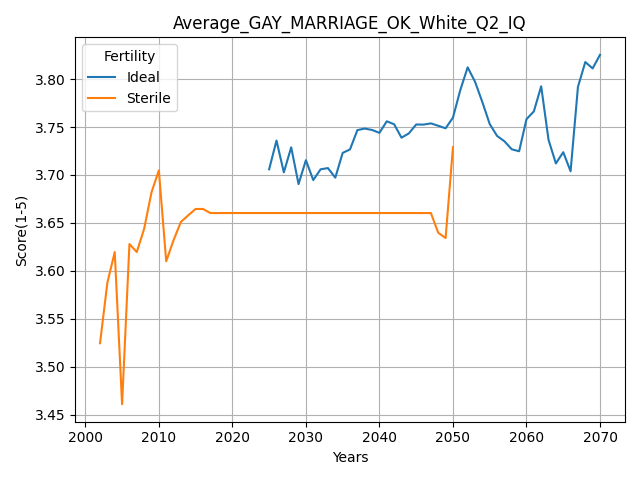 Average_GAY_MARRIAGE_OK_White_Q2_IQ
Fertility
Ideal
Sterile
Score(1-5)
3.80
3.75
3.70
3.65
3.60
3.55
3.50
3.45
2000 2010 2020 2030 2040 2050 2060 2070
Years